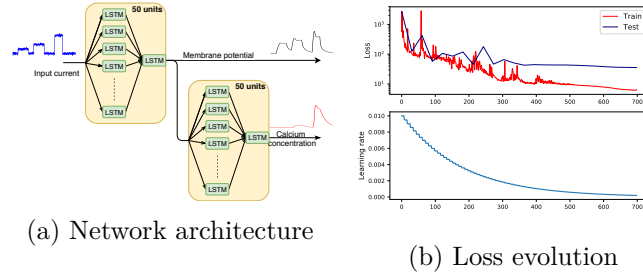 50 units
LSTM
LSTM
LSTM
LSTM
LSTM
LSTM
Input current
Membrane potential
50 units
LSTM
LSTM
LSTM
LSTM
LSTM
LSTM
Calcium
concentration
(a) Network architecture
Train
Test
Loss
10³
10²
10¹
0 100 200 300 400 500 600 700
Learning rate
0.010
0.008
0.006
0.004
0.002
0.000
0 100 200 300 400 500 600 700
(b) Loss evolution